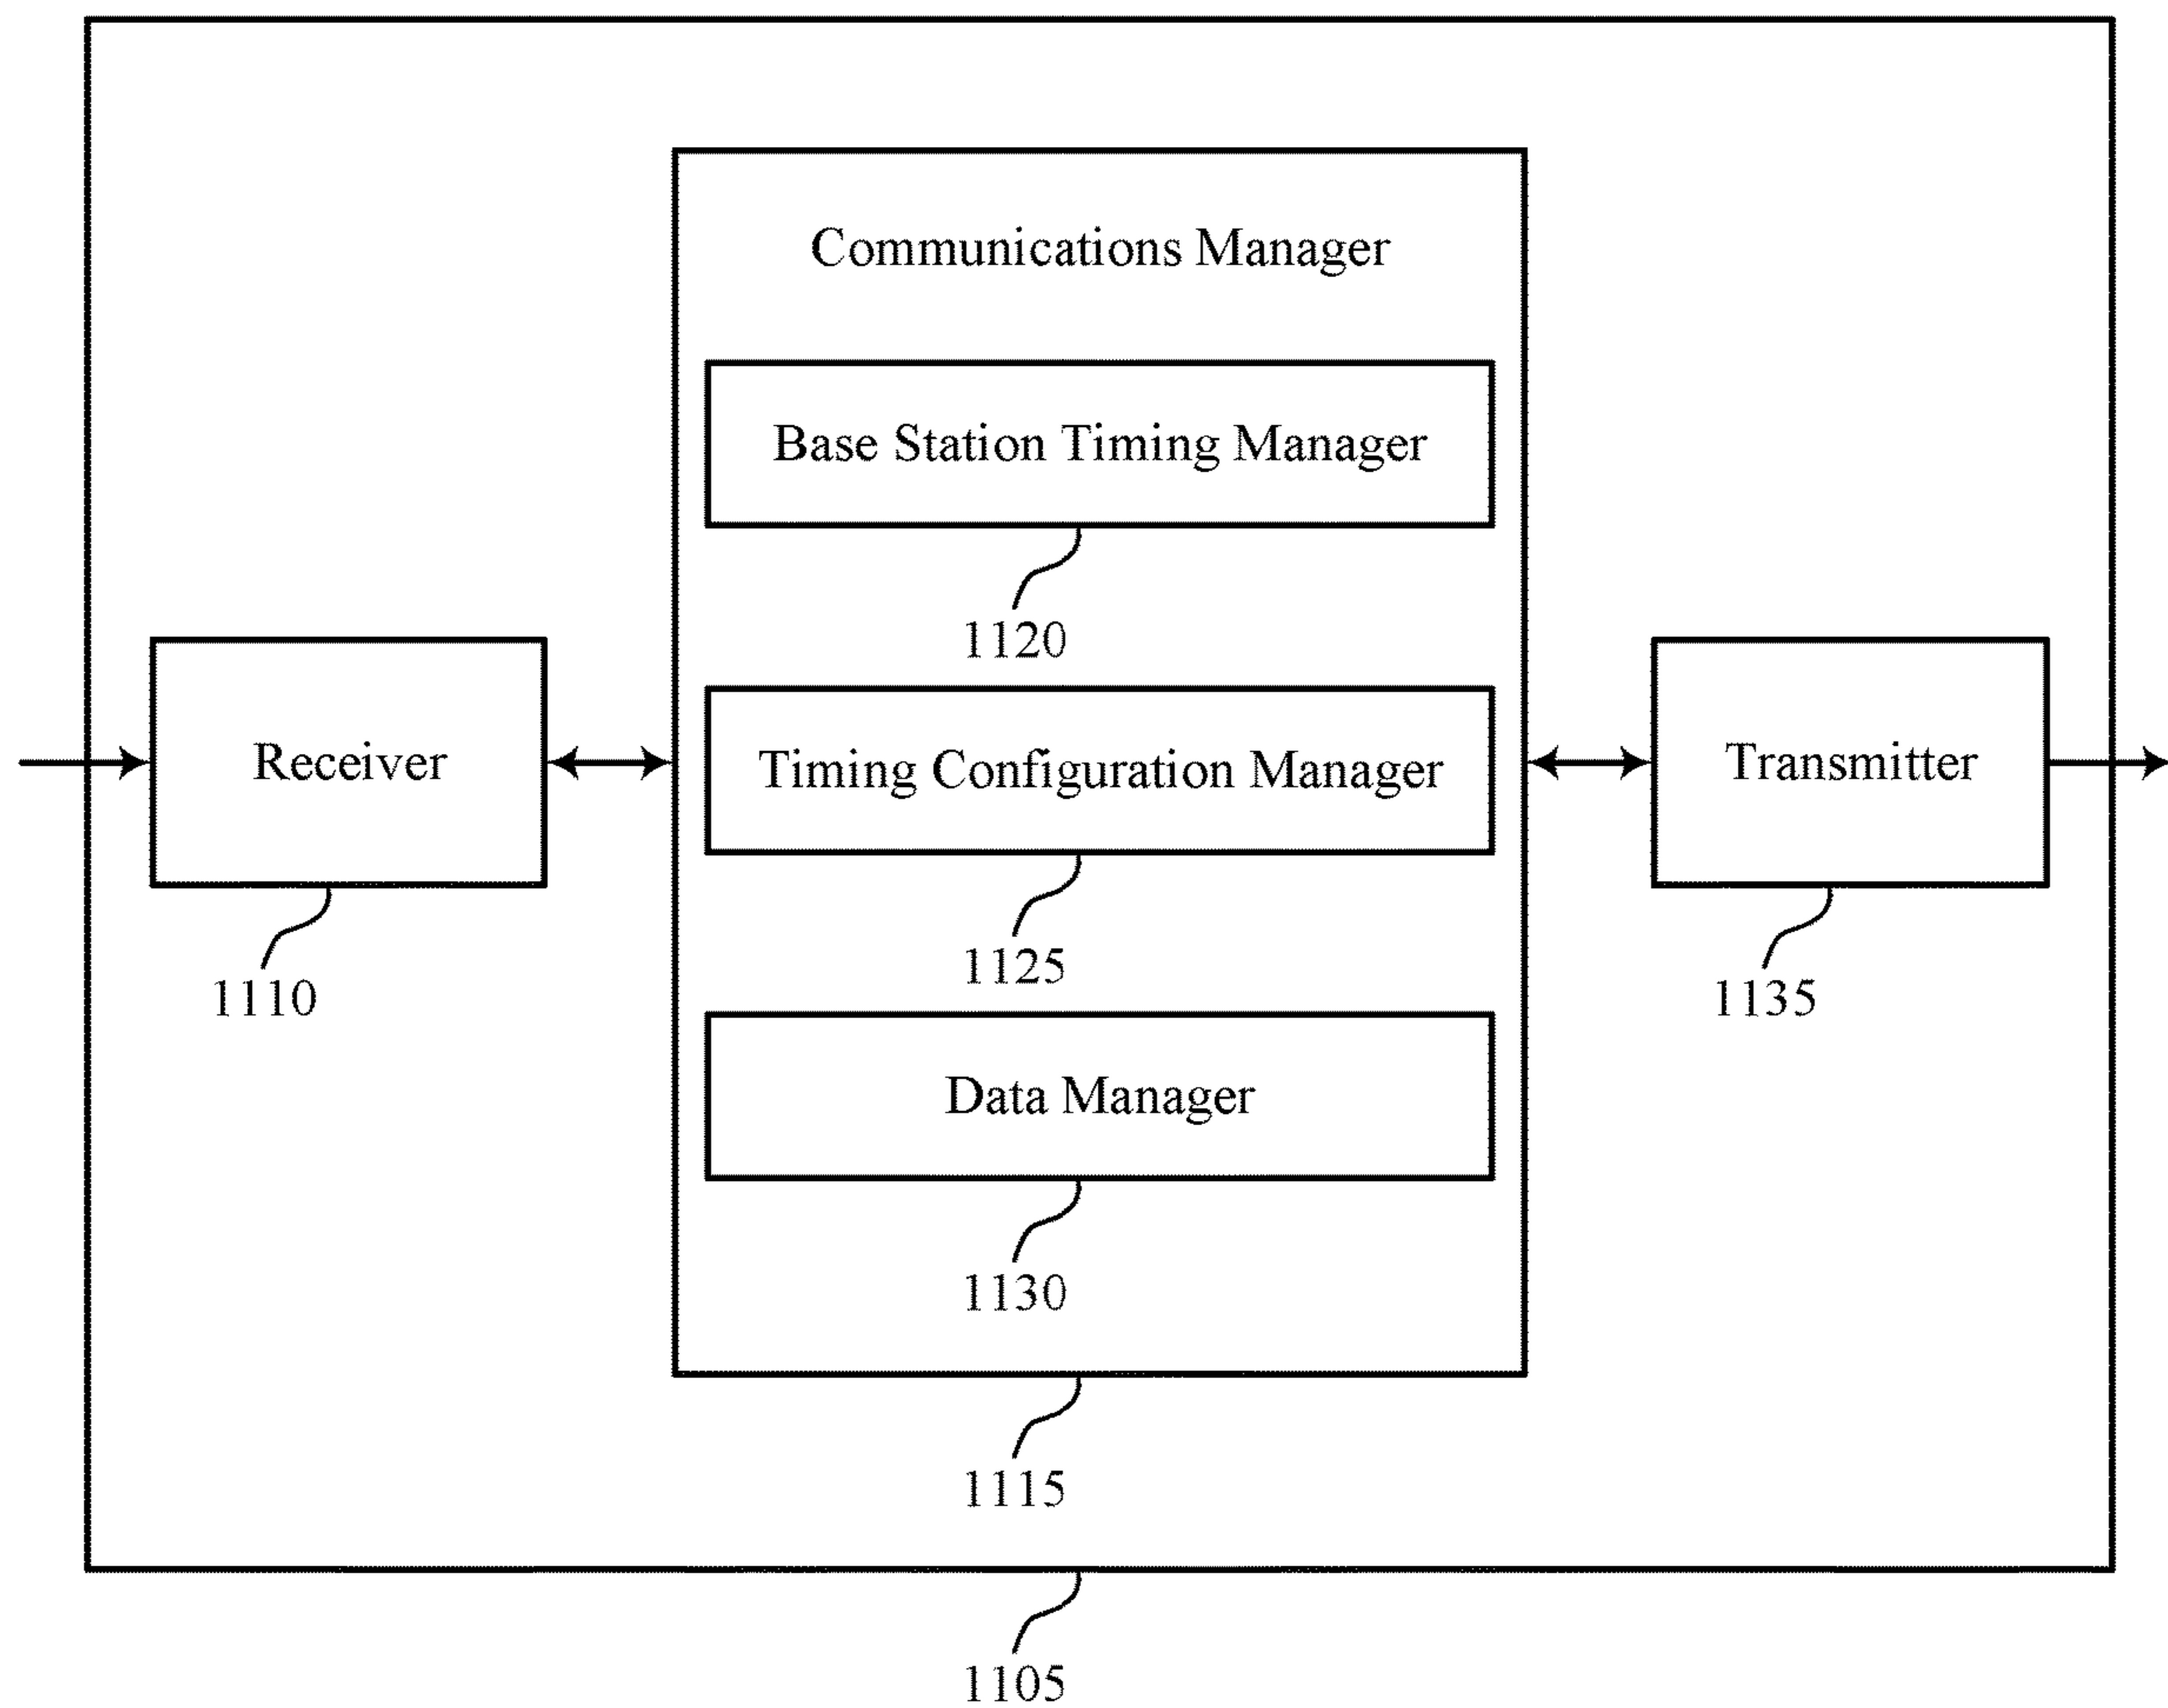 Communications Manager
Base Station Timing Manager
1120
Receiver
Timing Configuration Manager
Transmitter
1110
1125
1135
Data Manager
1130
1115
1105